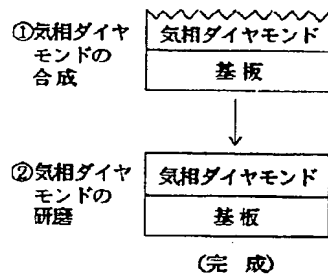 ①気相ダイヤ
モンドの
合成
気相ダイヤモンド
基板
②気相ダイヤ
モンドの
研磨
気相ダイヤモンド
基板
(完 成)